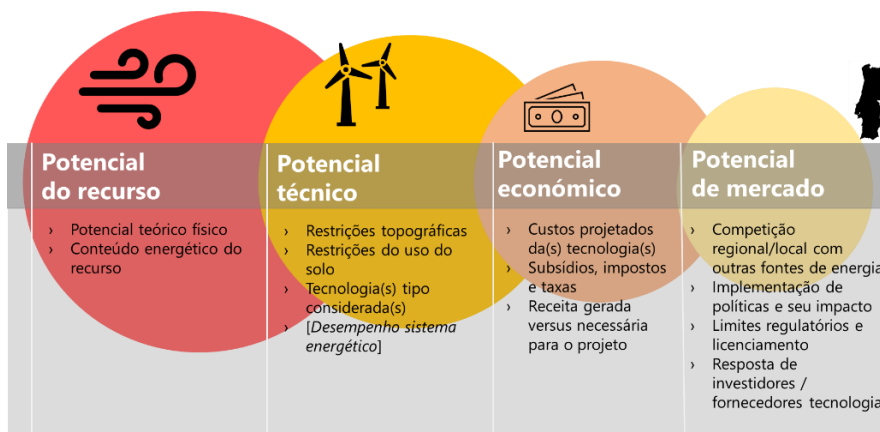 Potencial
do recurso
› Potencial teórico físico
› Conteúdo energético do
recurso
Potencial
técnico
› Restrições topográficas
› Restrições do uso do
solo
› Tecnologia(s) tipo
considerada(s)
› [Desempenho sistema
energético]
Potencial
económico
› Custos projetados
da(s) tecnologia(s)
› Subsídios, impostos
e taxas
› Receita gerada
versus necessária
para o projeto
Potencial
de mercado
› Competição
regional/local com
outras fontes de energia
› Implementação de
políticas e seu impacto
› Limites regulatórios e
licenciamento
› Resposta de
investidores /
fornecedores tecnologia